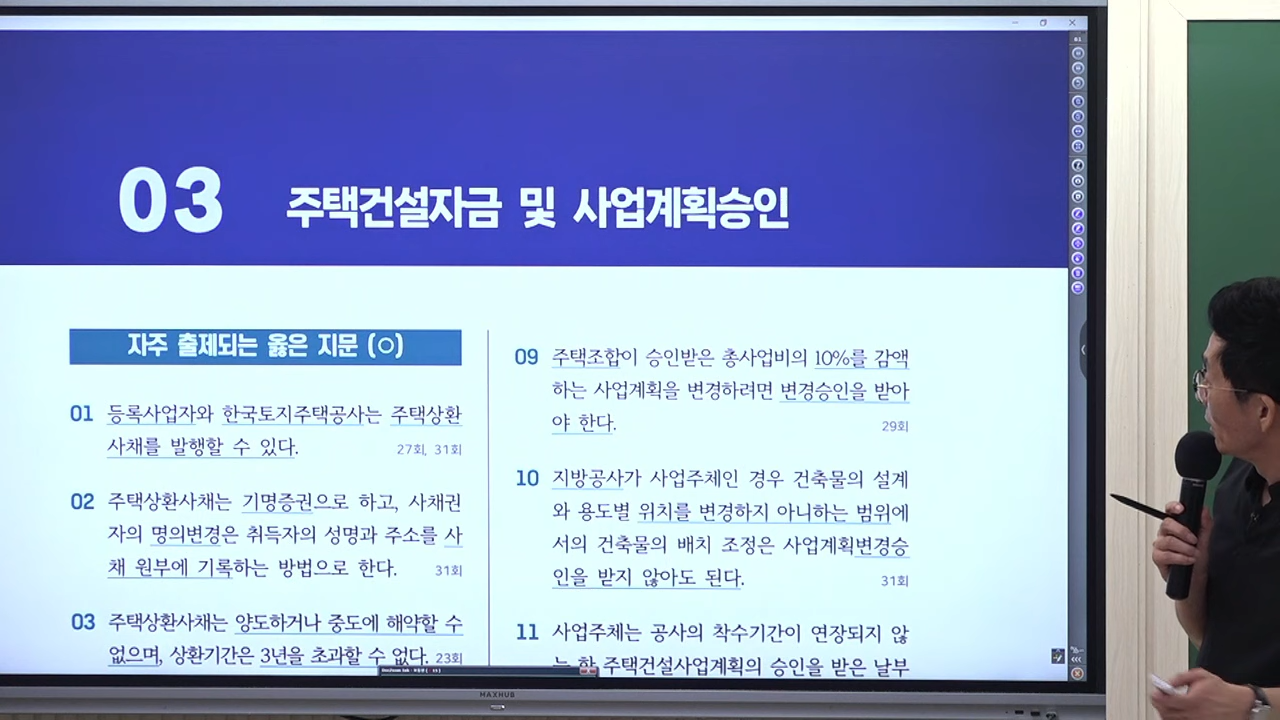 03 주택건설자금 및 사업계획승인
자주 출제되는 옳은 지문 (○)
01 등록사업자와 한국토지주택공사는 주택상환
사채를 발행할 수 있다. 27회, 31회
02 주택상환사채는 기명증권으로 하고, 사채권
자의 명의변경은 취득자의 성명과 주소를 사
채 원부에 기록하는 방법으로 한다. 31회
03 주택상환사채는 양도하거나 중도에 해약할 수
없으며, 상환기간은 3년을 초과할 수 없다. 23회
09 주택조합이 승인받은 총사업비의 10%를 감액
하는 사업계획을 변경하려면 변경승인을 받아
야 한다. 29회
10 지방공사가 사업주체인 경우 건축물의 설계
와 용도별 위치를 변경하지 아니하는 범위에
서의 건축물의 배치 조정은 사업계획변경승
인을 받지 않아도 된다. 31회
11 사업주체는 공사의 착수기간이 연장되지 않
는 한 주택건설사업계획의 승인을 받은 날부
MAXHUB